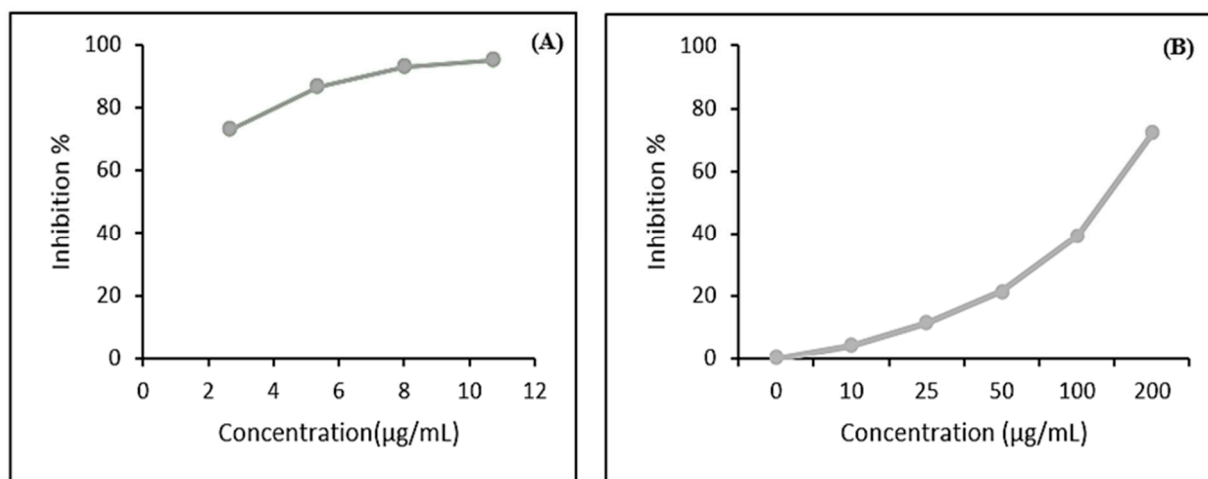 (A)
100
80
60
40
20
0
Inhibition %
0 2 4 6 8 10 12
Concentration(μg/mL)
(B)
100
80
60
40
20
0
Inhibition %
0 10 25 50 100 200
Concentration (μg/mL)